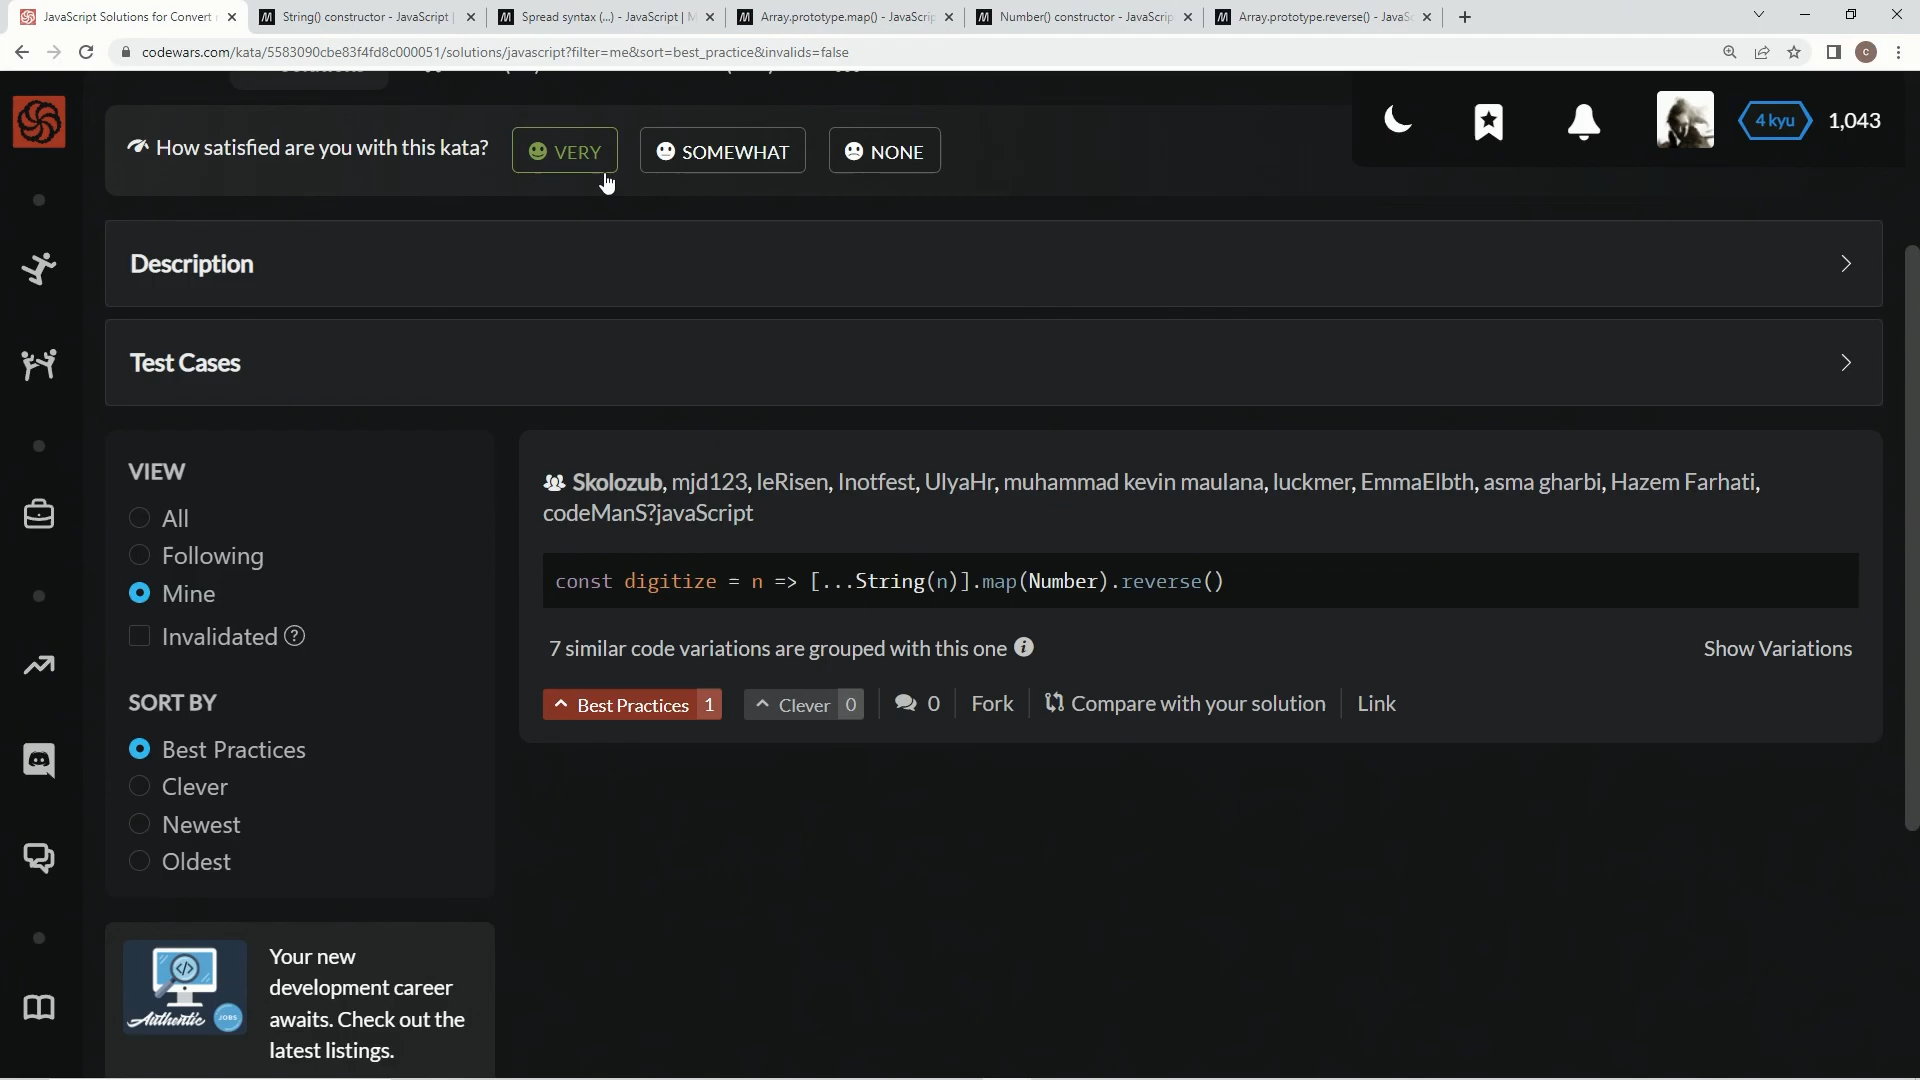 JavaScript Solutions for Convert
String() constructor - JavaScript |
Spread syntax (...) - JavaScript | M
Array.prototype.map() - JavaScrip
Number() constructor - JavaScrip
Array.prototype.reverse() - JavaSc
codewars.com/kata/5583090cbe83f4fd8c000051/solutions/javascript?filter=me&sort=best_practice&invalids=false
C
How satisfied are you with this kata?
VERY
SOMEWHAT
NONE
4 kyu
1,043
Description
Test Cases
VIEW
All
Following
Mine
Invalidated
SORT BY
Best Practices
Clever
Newest
Oldest
Skolozub, mjd123, leRisen, Inotfest, UlyaHr, muhammad kevin maulana, luckmer, EmmaElbth, asma gharbi, Hazem Farhati,
codeManS?javaScript
const digitize = n => [...String(n)].map(Number).reverse()
7 similar code variations are grouped with this one
Show Variations
Best Practices 1
Clever 0
0
Fork
Compare with your solution
Link
Authentic
JOBS
Your new
development career
awaits. Check out the
latest listings.